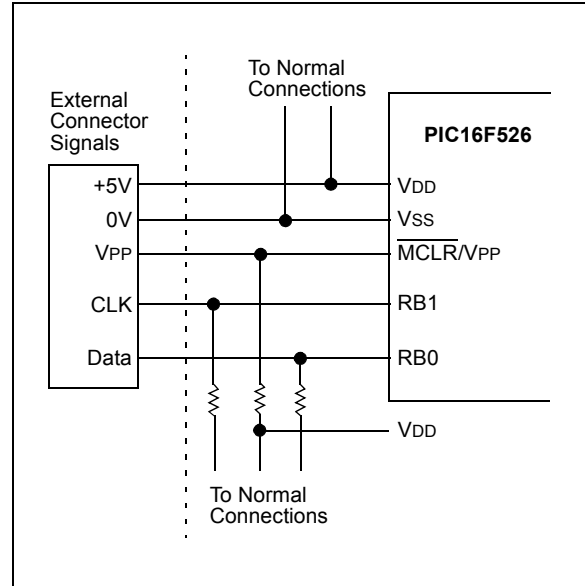 To Normal
Connections
External
Connector
Signals
PIC16F526
+5V
VDD
0V
VSS
VPP
MCLR/VPP
CLK
RB1
Data
RB0
VDD
To Normal
Connections